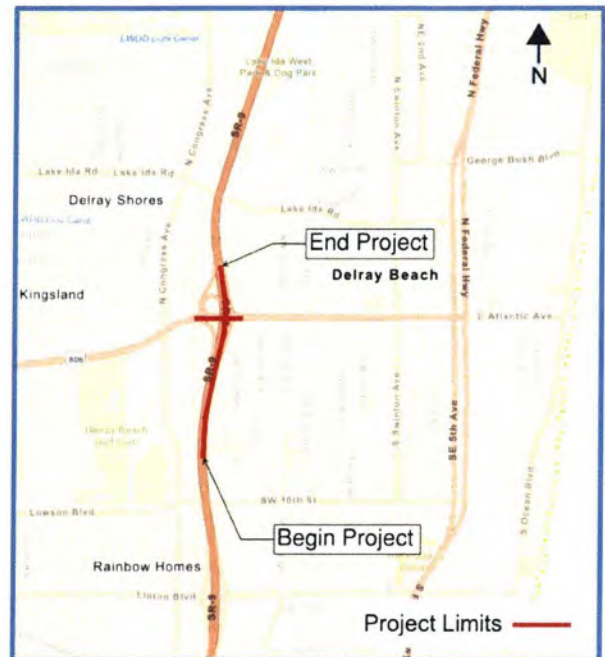 Lake Ida West
Park & Dog Park
N Congress Ave
SR-9
N Swinton Ave
N Federal Hwy
N
George Bush Blvd
Lake Ida Rd
Lake Ida Rd
Delray Shores
Lake Ida Rd
N Federal Hwy
End Project
Delray Beach
Kingsland
N Congress Ave
E Atlantic Ave
806
SR-9
S Swinton Ave
SE 5th Ave
S Ocean Blvd
Lowson Blvd
SW 10th St
Begin Project
Rainbow Homes
Linton Blvd
SR-9
Project Limits